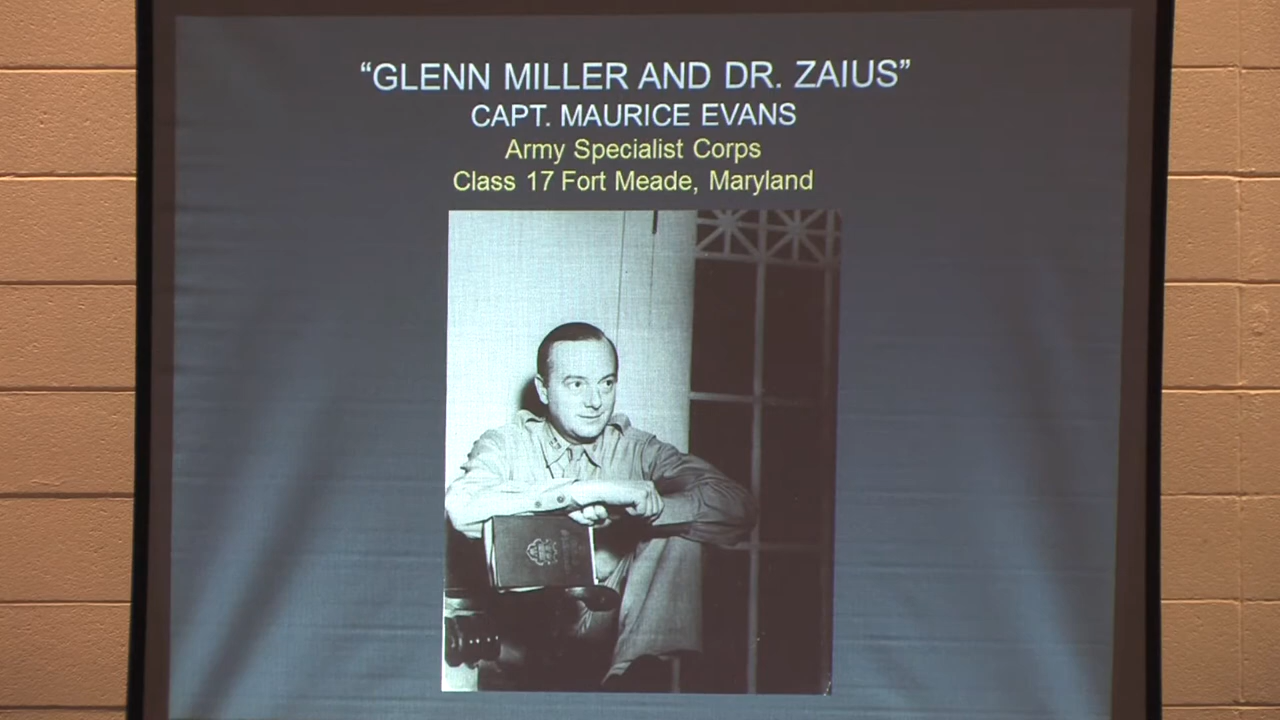 “GLENN MILLER AND DR. ZAIUS”
CAPT. MAURICE EVANS
Army Specialist Corps
Class 17 Fort Meade, Maryland